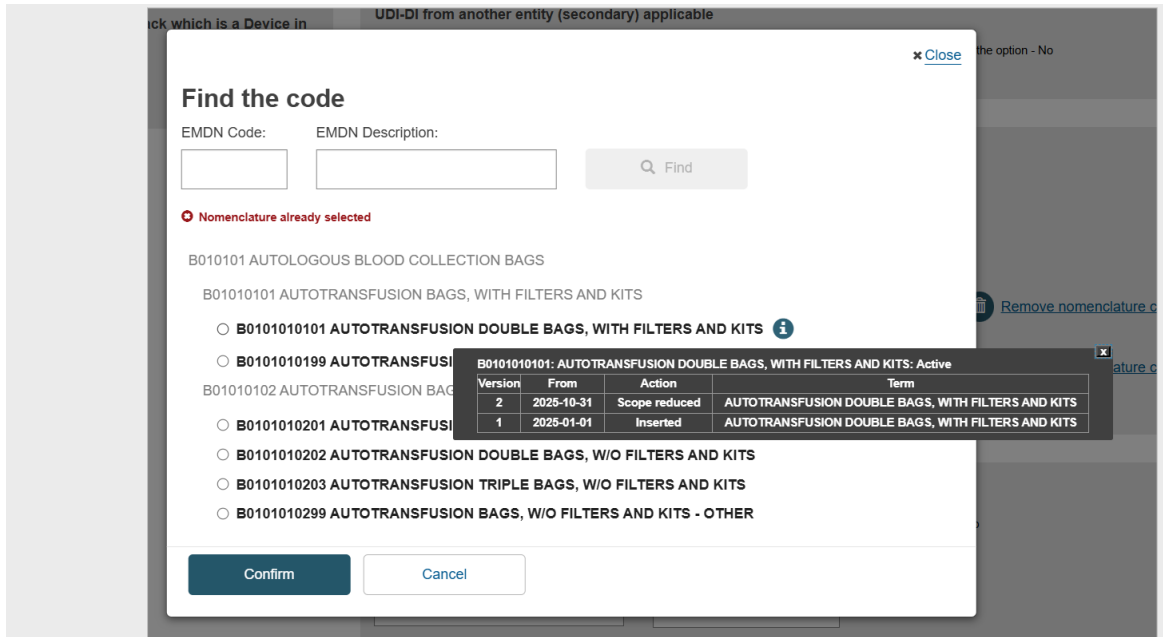 UDI-DI from another entity (secondary) applicable
ack which is a Device in
the option - No
Close
Find the code
EMDN Code: EMDN Description:
Find
Nomenclature already selected
B010101 AUTOLOGOUS BLOOD COLLECTION BAGS
B01010101 AUTOTRANSFUSION BAGS, WITH FILTERS AND KITS
Remove nomenclature c
B0101010101 AUTOTRANSFUSION DOUBLE BAGS, WITH FILTERS AND KITS
B0101010199 AUTOTRANSFUSI
ature c
B0101010101: AUTOTRANSFUSION DOUBLE BAGS, WITH FILTERS AND KITS: Active
x
Version From Action Term
2 2025-10-31 Scope reduced AUTOTRANSFUSION DOUBLE BAGS, WITH FILTERS AND KITS
1 2025-01-01 Inserted AUTOTRANSFUSION DOUBLE BAGS, WITH FILTERS AND KITS
B01010102 AUTOTRANSFUSION BAG
B0101010201 AUTOTRANSFUSI
B0101010202 AUTOTRANSFUSION DOUBLE BAGS, W/O FILTERS AND KITS
B0101010203 AUTOTRANSFUSION TRIPLE BAGS, W/O FILTERS AND KITS
B0101010299 AUTOTRANSFUSION BAGS, W/O FILTERS AND KITS - OTHER
Confirm Cancel